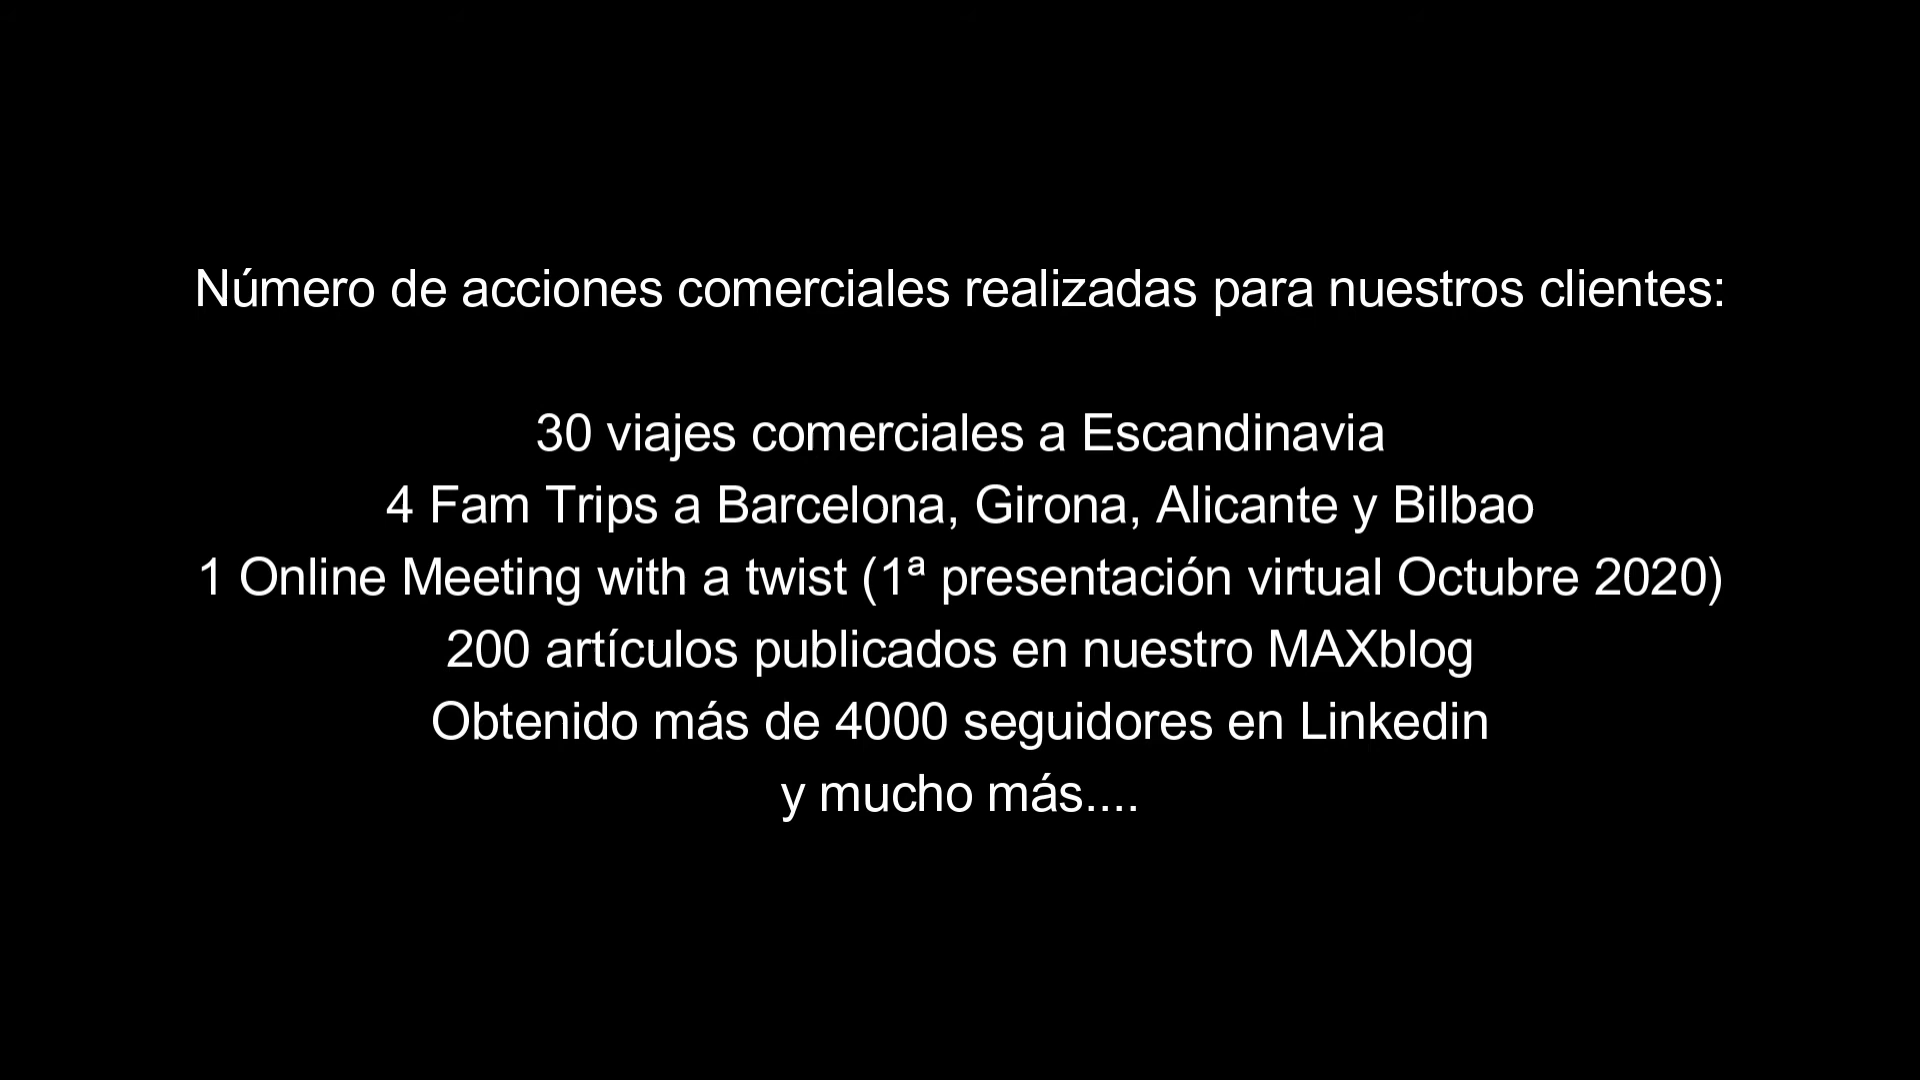 Número de acciones comerciales realizadas para nuestros clientes:
30 viajes comerciales a Escandinavia
4 Fam Trips a Barcelona, Girona, Alicante y Bilbao
1 Online Meeting with a twist (1ª presentación virtual Octubre 2020)
200 artículos publicados en nuestro MAXblog
Obtenido más de 4000 seguidores en Linkedin
y mucho más....